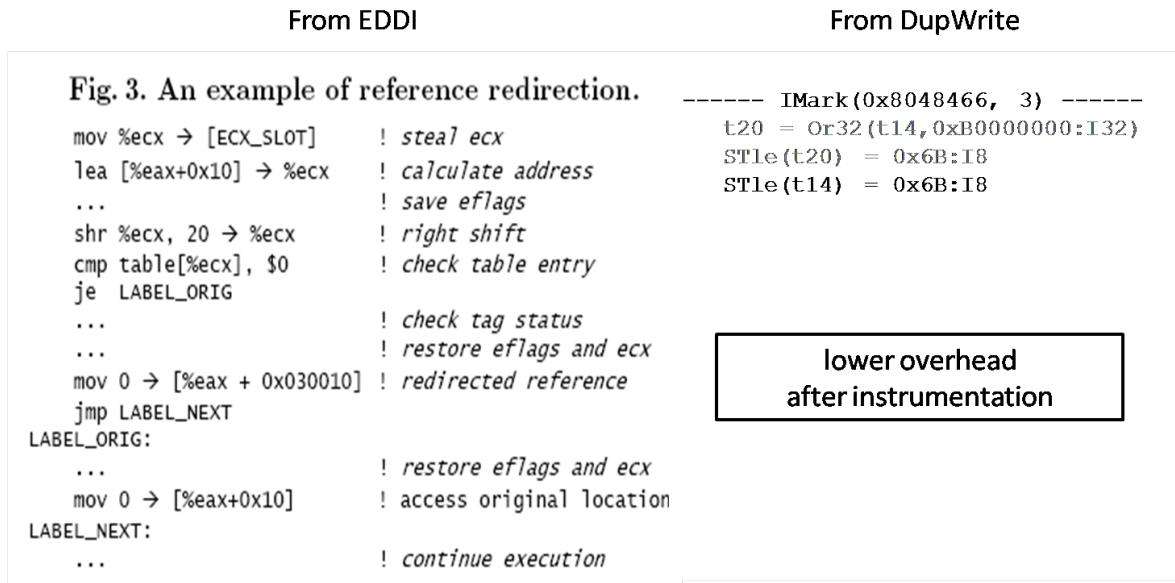 From EDDI
Fig. 3. An example of reference redirection.
mov %ecx → [ECX_SLOT] ! steal ecx
lea [%eax+0x10] → %ecx ! calculate address
... ! save eflags
shr %ecx, 20 → %ecx ! right shift
cmp table[%ecx], $0 ! check table entry
je LABEL_ORIG
... ! check tag status
... ! restore eflags and ecx
mov 0 → [%eax + 0x030010] ! redirected reference
jmp LABEL_NEXT
LABEL_ORIG:
... ! restore eflags and ecx
mov 0 → [%eax+0x10] ! access original location
LABEL_NEXT:
... ! continue execution
From DupWrite
------ IMark(0x8048466, 3) ------
t20 = Or32(t14,0xB0000000:I32)
STle(t20) = 0x6B:I8
STle(t14) = 0x6B:I8
lower overhead
after instrumentation